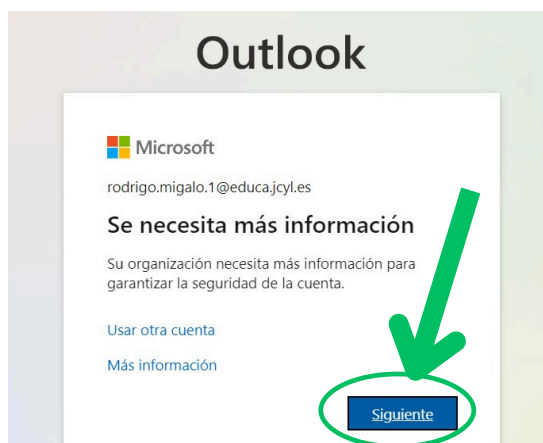 Outlook
Microsoft
rodrigo.migalo.1@educa.jcyl.es
Se necesita más información
Su organización necesita más información para
garantizar la seguridad de la cuenta.
Usar otra cuenta
Más información
Siguiente